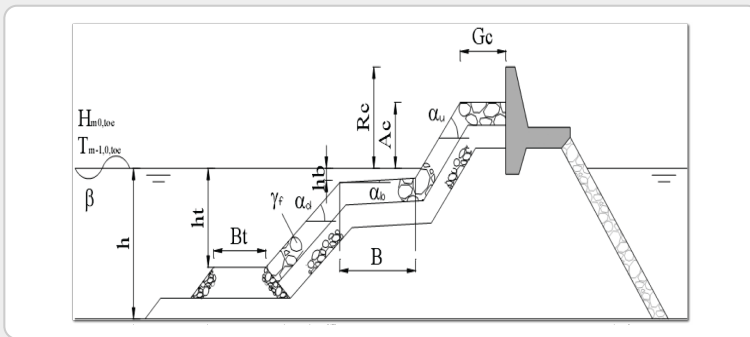 Gc
Rc
Ac
αu
Hm0,toe
Tm-1,0,toe
β
h
ht
hb
γf
αd
αb
Bt
B